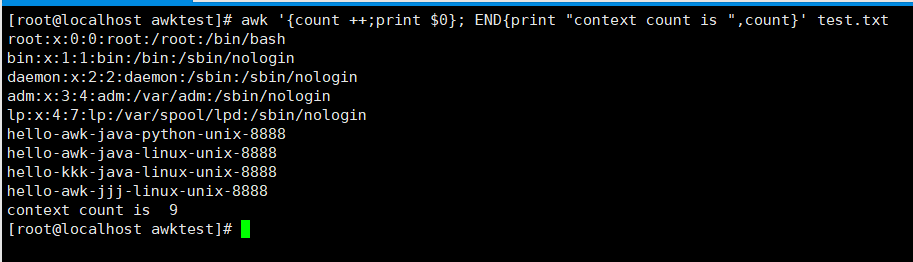 [root@localhost awktest]# awk '{count ++;print $0}; END{print "context count is ",count}' test.txt
root:x:0:0:root:/root:/bin/bash
bin:x:1:1:bin:/bin:/sbin/nologin
daemon:x:2:2:daemon:/sbin:/sbin/nologin
adm:x:3:4:adm:/var/adm:/sbin/nologin
lp:x:4:7:lp:/var/spool/lpd:/sbin/nologin
hello-awk-java-python-unix-8888
hello-awk-java-linux-unix-8888
hello-kkk-java-linux-unix-8888
hello-awk-jjj-linux-unix-8888
context count is  9
[root@localhost awktest]#